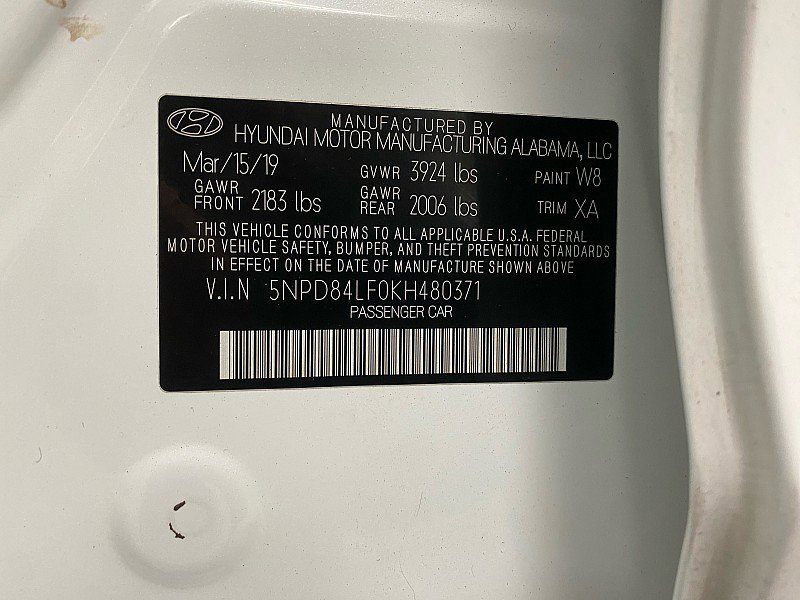 MANUFACTURED BY
HYUNDAI MOTOR MANUFACTURING ALABAMA, LLC
Mar/15/19 GVWR 3924 lbs PAINT W8
GAWR FRONT 2183 lbs GAWR REAR 2006 lbs TRIM XA
THIS VEHICLE CONFORMS TO ALL APPLICABLE U.S.A. FEDERAL
MOTOR VEHICLE SAFETY, BUMPER, AND THEFT PREVENTION STANDARDS
IN EFFECT ON THE DATE OF MANUFACTURE SHOWN ABOVE
V.I.N 5NPD84LF0KH480371
PASSENGER CAR